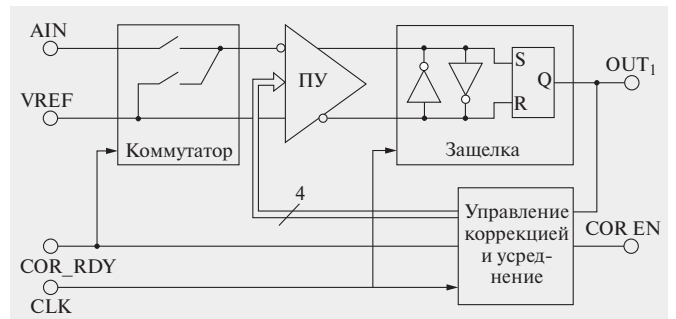 AIN
VREF
Коммутатор
ПУ
S
Q
R
Защелка
OUT₁
4
Управление
коррекцией
и усред-
нение
COR EN
COR_RDY
CLK